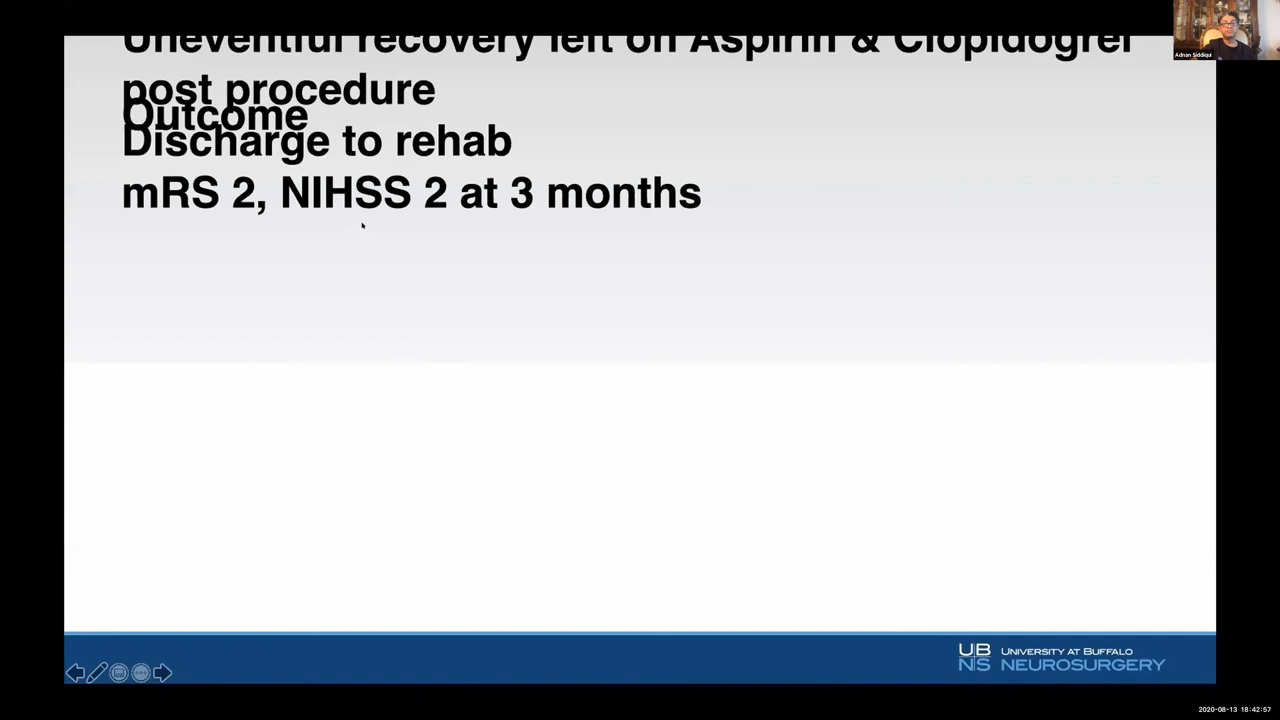 Adnan Siddiqui
Uneventful recovery left on Aspirin & Clopidogrel
post procedure
Outcome
Discharge to rehab
mRS 2, NIHSS 2 at 3 months
UB
NS
UNIVERSITY AT BUFFALO
NEUROSURGERY
2020-08-13 18:42:57